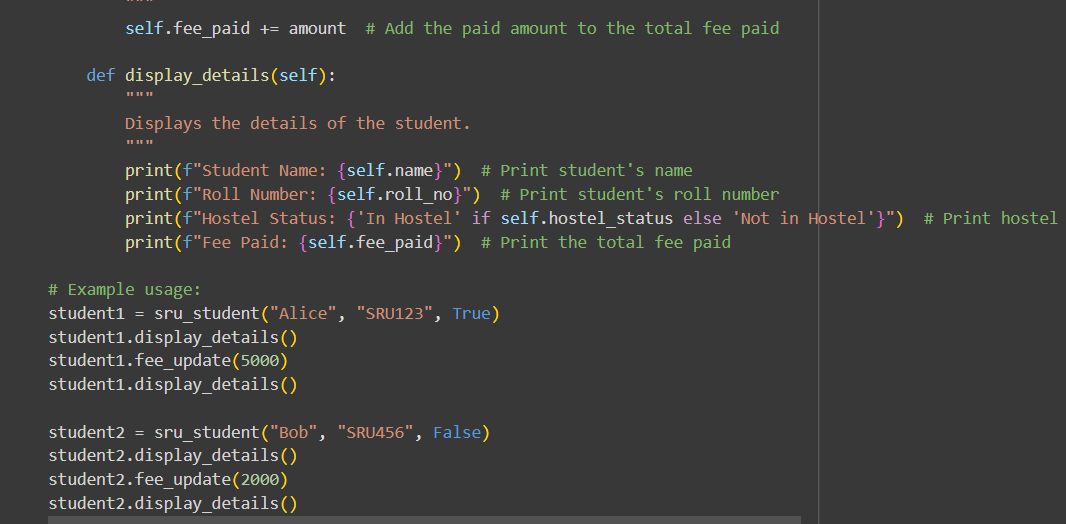 """
        self.fee_paid += amount  # Add the paid amount to the total fee paid

    def display_details(self):
        """
        Displays the details of the student.
        """
        print(f"Student Name: {self.name}")  # Print student's name
        print(f"Roll Number: {self.roll_no}")  # Print student's roll number
        print(f"Hostel Status: {'In Hostel' if self.hostel_status else 'Not in Hostel'}")  # Print hostel
        print(f"Fee Paid: {self.fee_paid}")  # Print the total fee paid

# Example usage:
student1 = sru_student("Alice", "SRU123", True)
student1.display_details()
student1.fee_update(5000)
student1.display_details()

student2 = sru_student("Bob", "SRU456", False)
student2.display_details()
student2.fee_update(2000)
student2.display_details()